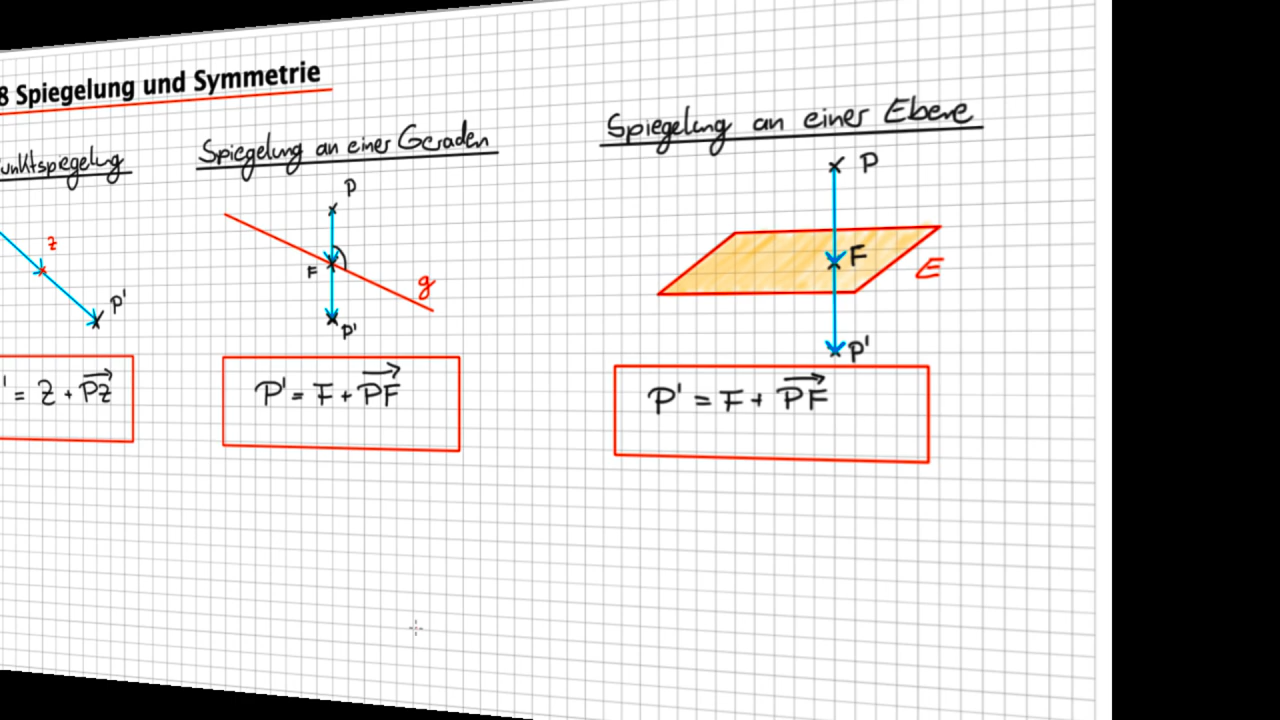 8 Spiegelung und Symmetrie
unktspiegelung
z
P'
' = Z + PZ
Spiegelung an einer Geraden
P
F
g
P'
P' = F + PF
Spiegelung an einer Ebene
P
F
E
P'
P' = F + PF